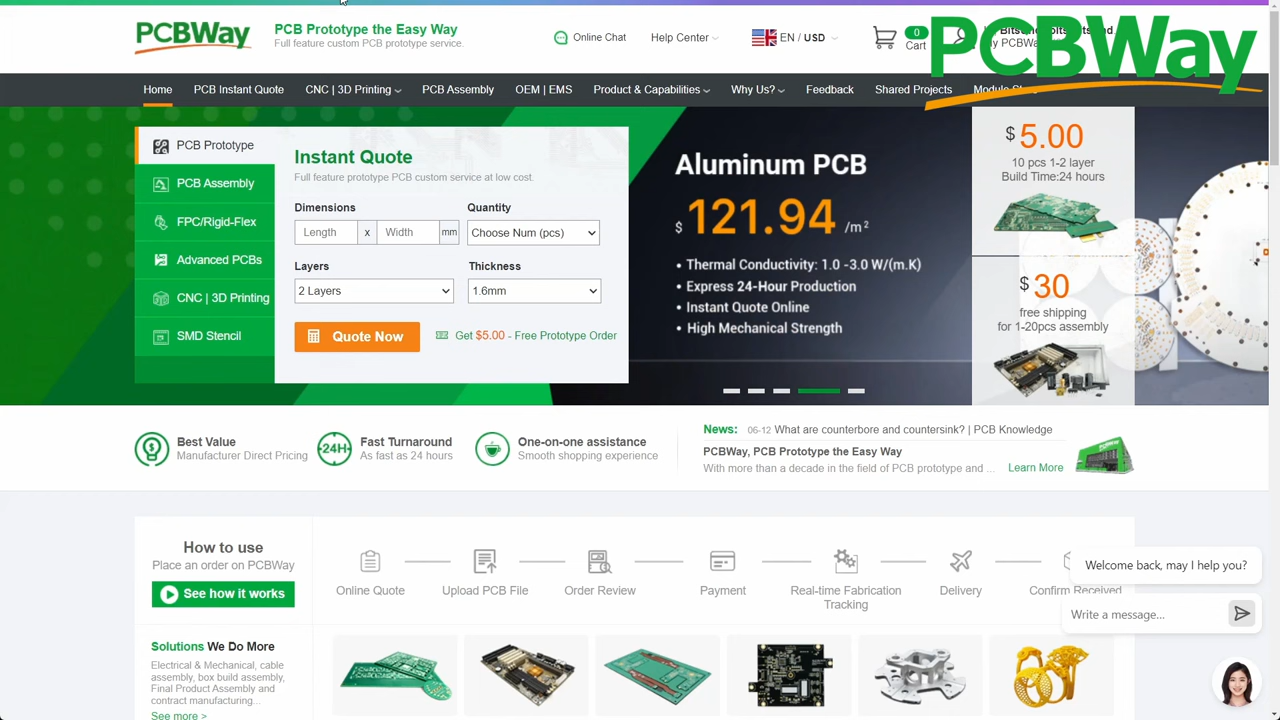 PCBWay
PCB Prototype the Easy Way
Full feature custom PCB prototype service.
Online Chat
Help Center
EN / USD
0
Cart
PCBWay
Home
PCB Instant Quote
CNC | 3D Printing
PCB Assembly
OEM | EMS
Product & Capabilities
Why Us?
Feedback
Shared Projects
PCB Prototype
PCB Assembly
FPC/Rigid-Flex
Advanced PCBs
CNC | 3D Printing
SMD Stencil
Instant Quote
Full feature prototype PCB custom service at low cost.
Dimensions
Quantity
Length
x
Width
mm
Choose Num (pcs)
Layers
Thickness
2 Layers
1.6mm
Quote Now
Get $5.00 - Free Prototype Order
Aluminum PCB
$ 121.94 /m²
• Thermal Conductivity: 1.0 -3.0 W/(m.K)
• Express 24-Hour Production
• Instant Quote Online
• High Mechanical Strength
$ 5.00
10 pcs 1-2 layer
Build Time:24 hours
$ 30
free shipping
for 1-20pcs assembly
Best Value
Manufacturer Direct Pricing
24H
Fast Turnaround
As fast as 24 hours
One-on-one assistance
Smooth shopping experience
News:
06-12 What are counterbore and countersink? | PCB Knowledge
PCBWay, PCB Prototype the Easy Way
With more than a decade in the field of PCB prototype and ...
Learn More
How to use
Place an order on PCBWay
See how it works
Online Quote
Upload PCB File
Order Review
Payment
Real-time Fabrication
Tracking
Delivery
Confirm Received
Welcome back, may I help you?
Write a message...
Solutions We Do More
Electrical & Mechanical, cable
assembly, box build assembly,
Final Product Assembly and
contract manufacturing...
See more >